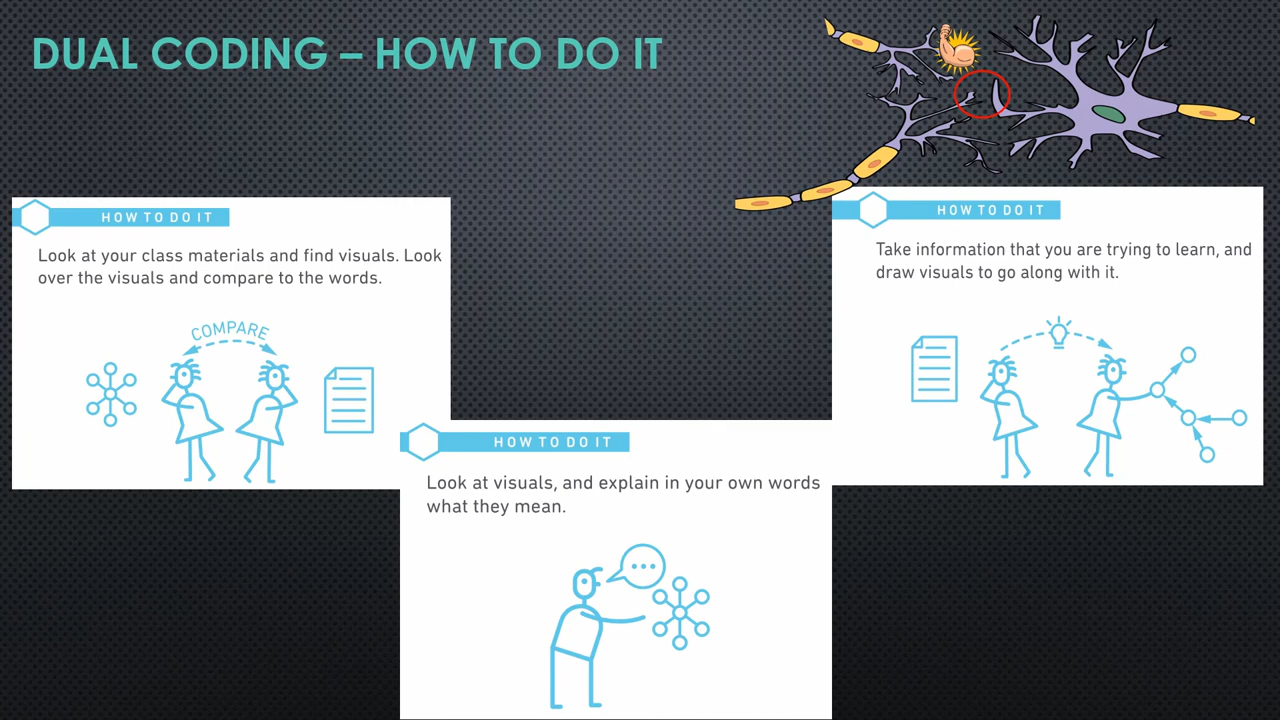 DUAL CODING – HOW TO DO IT
HOW TO DO IT
Look at your class materials and find visuals. Look
over the visuals and compare to the words.
COMPARE
HOW TO DO IT
Look at visuals, and explain in your own words
what they mean.
HOW TO DO IT
Take information that you are trying to learn, and
draw visuals to go along with it.